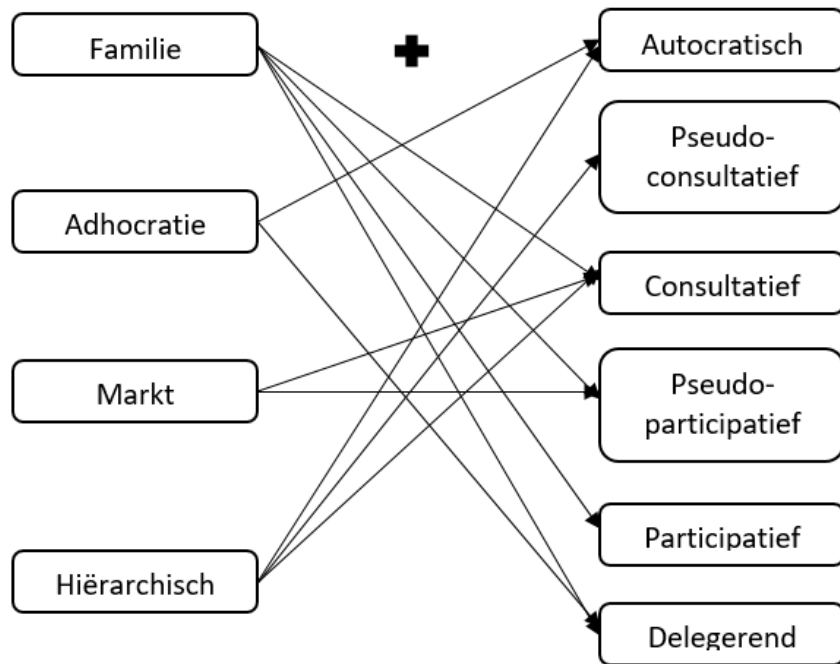 Familie
Adhocratie
Markt
Hiërarchisch
Autocratisch
Pseudo-
consultatief
Consultatief
Pseudo-
participatief
Participatief
Delegerend